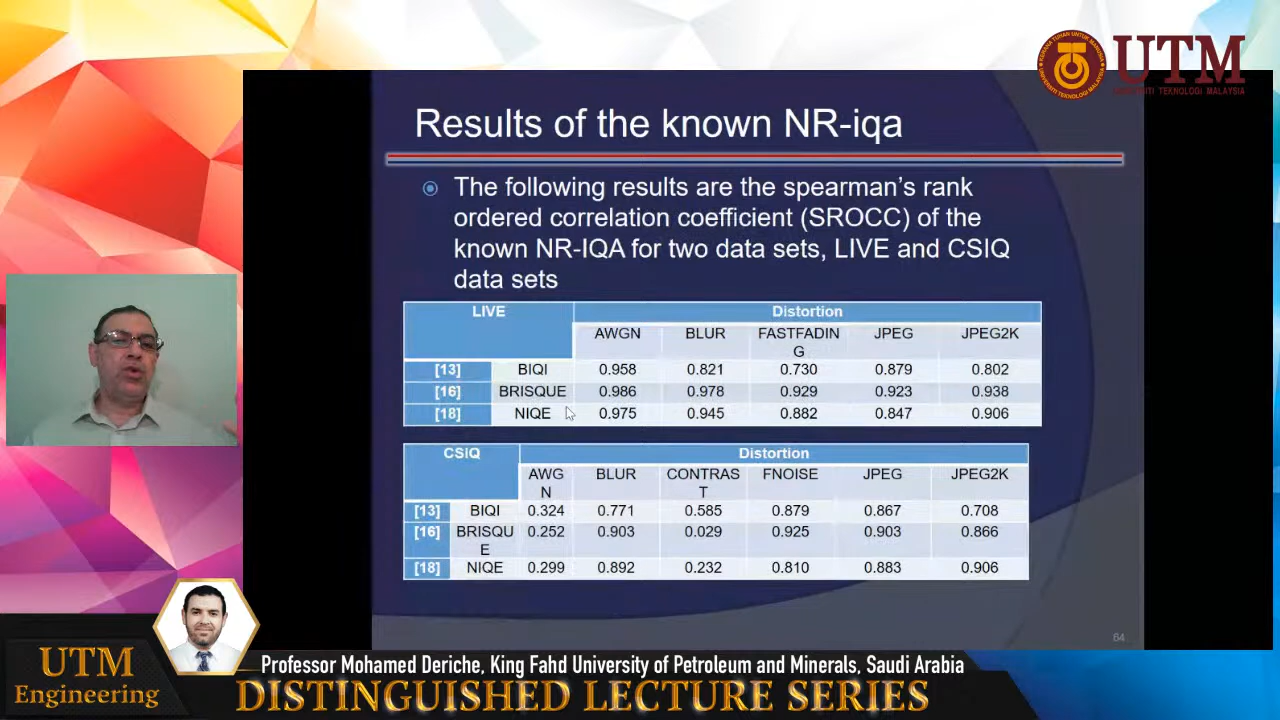 UTM
UNIVERSITI TEKNOLOGI MALAYSIA
Results of the known NR-iqa
The following results are the spearman's rank
ordered correlation coefficient (SROCC) of the
known NR-IQA for two data sets, LIVE and CSIQ
data sets
LIVE Distortion
AWGN BLUR FASTFADIN JPEG JPEG2K
G
[13] BIQI 0.958 0.821 0.730 0.879 0.802
[16] BRISQUE 0.986 0.978 0.929 0.923 0.938
[18] NIQE 0.975 0.945 0.882 0.847 0.906
CSIQ Distortion
AWG BLUR CONTRAS FNOISE JPEG JPEG2K
N T
[13] BIQI 0.324 0.771 0.585 0.879 0.867 0.708
[16] BRISQU 0.252 0.903 0.029 0.925 0.903 0.866
E
[18] NIQE 0.299 0.892 0.232 0.810 0.883 0.906
64
UTM
Engineering
Professor Mohamed Deriche, King Fahd University of Petroleum and Minerals, Saudi Arabia
DISTINGUISHED LECTURE SERIES